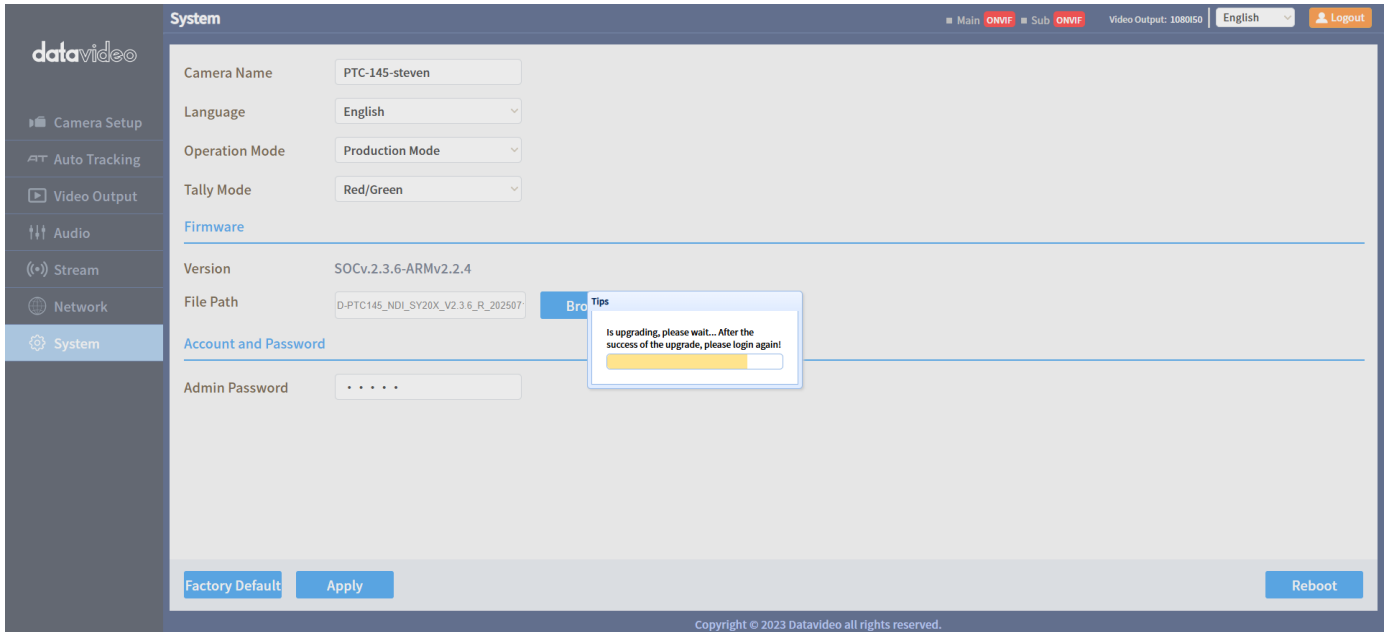 System
Main ONVIF Sub ONVIF Video Output: 1080I50 English Logout
datavideo
Camera Setup
Auto Tracking
Video Output
Audio
Stream
Network
System
Camera Name PTC-145-steven
Language English
Operation Mode Production Mode
Tally Mode Red/Green
Firmware
Version SOCv.2.3.6-ARMv2.2.4
File Path D-PTC145_NDI_SY20X_V2.3.6_R_202507 Bro
Tips
Is upgrading, please wait... After the
success of the upgrade, please login again!
Account and Password
Admin Password • • • • •
Factory Default Apply Reboot
Copyright © 2023 Datavideo all rights reserved.